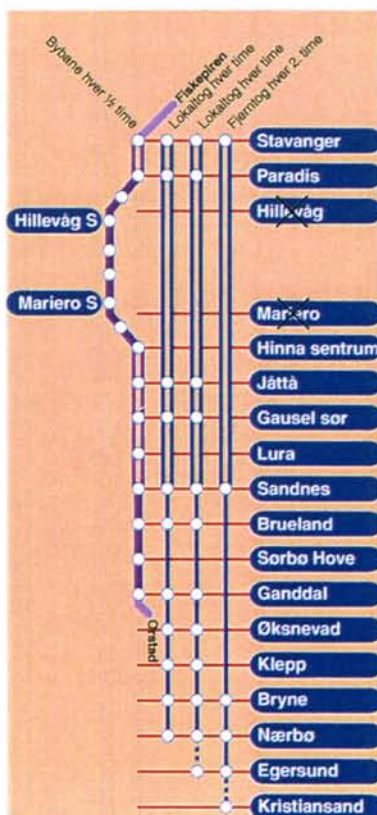 Bybane hver ½ time
Fiskepiren
Lokaltog hver time
Lokaltog hver time
Fjerntog hver 2. time
Stavanger
Paradis
Hillevåg
Hillevåg S
Mariero S
Mariero
Hinna sentrum
Jåttå
Gausel sør
Lura
Sandnes
Brueland
Sørbø Hove
Ganddal
Orstad
Øksnevad
Klepp
Bryne
Nærbø
Egersund
Kristiansand